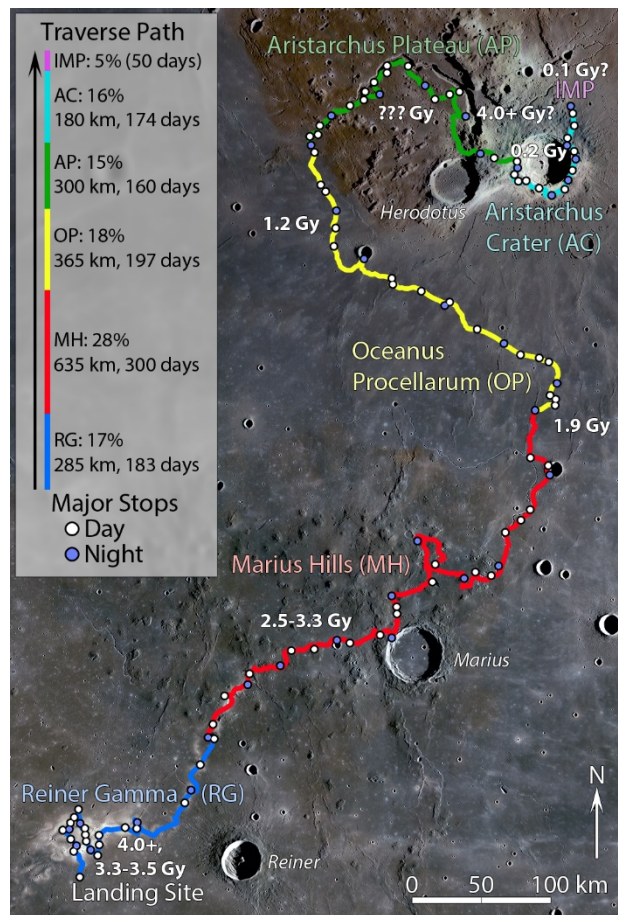 Traverse Path
IMP: 5% (50 days)
AC: 16%
180 km, 174 days
AP: 15%
300 km, 160 days
OP: 18%
365 km, 197 days
MH: 28%
635 km, 300 days
RG: 17%
285 km, 183 days
Major Stops
Day
Night
Aristarchus Plateau (AP)
0.1 Gy?
IMP
??? Gy
4.0+ Gy?
0.2 Gy
Herodotus
Aristarchus
Crater (AC)
1.2 Gy
Oceanus
Procellarum (OP)
1.9 Gy
Marius Hills (MH)
2.5-3.3 Gy
Marius
Reiner Gamma (RG)
4.0+,
3.3-3.5 Gy
Landing Site
Reiner
N
0 50 100 km